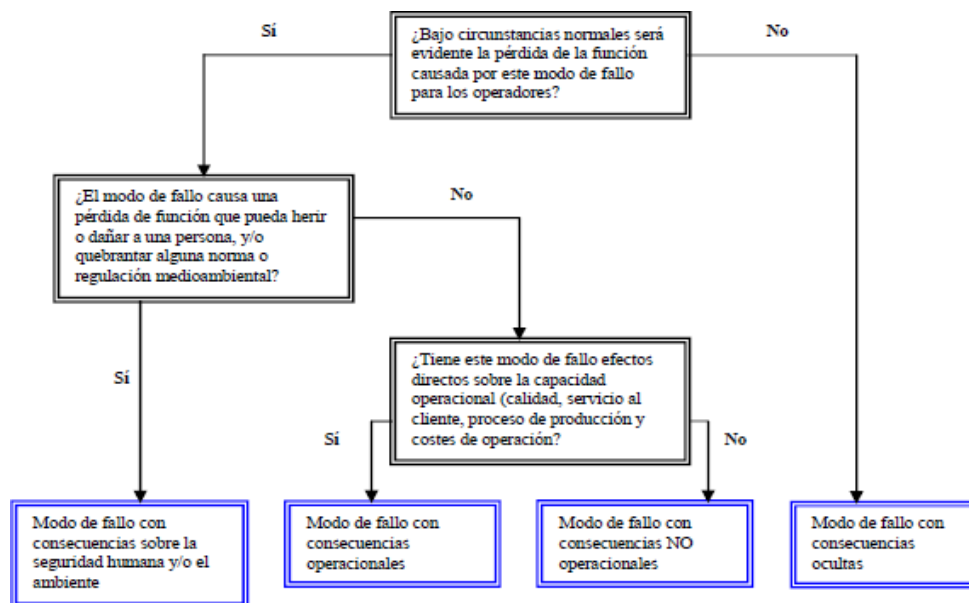 Sí
¿Bajo circunstancias normales será
evidente la pérdida de la función
causada por este modo de fallo
para los operadores?
No
¿El modo de fallo causa una
pérdida de función que pueda herir
o dañar a una persona, y/o
quebrantar alguna norma o
regulación medioambiental?
No
Sí
¿Tiene este modo de fallo efectos
directos sobre la capacidad
operacional (calidad, servicio al
cliente, proceso de producción y
costes de operación?
Sí
No
Modo de fallo con
consecuencias sobre la
seguridad humana y/o el
ambiente
Modo de fallo con
consecuencias
operacionales
Modo de fallo con
consecuencias NO
operacionales
Modo de fallo con
consecuencias
ocultas